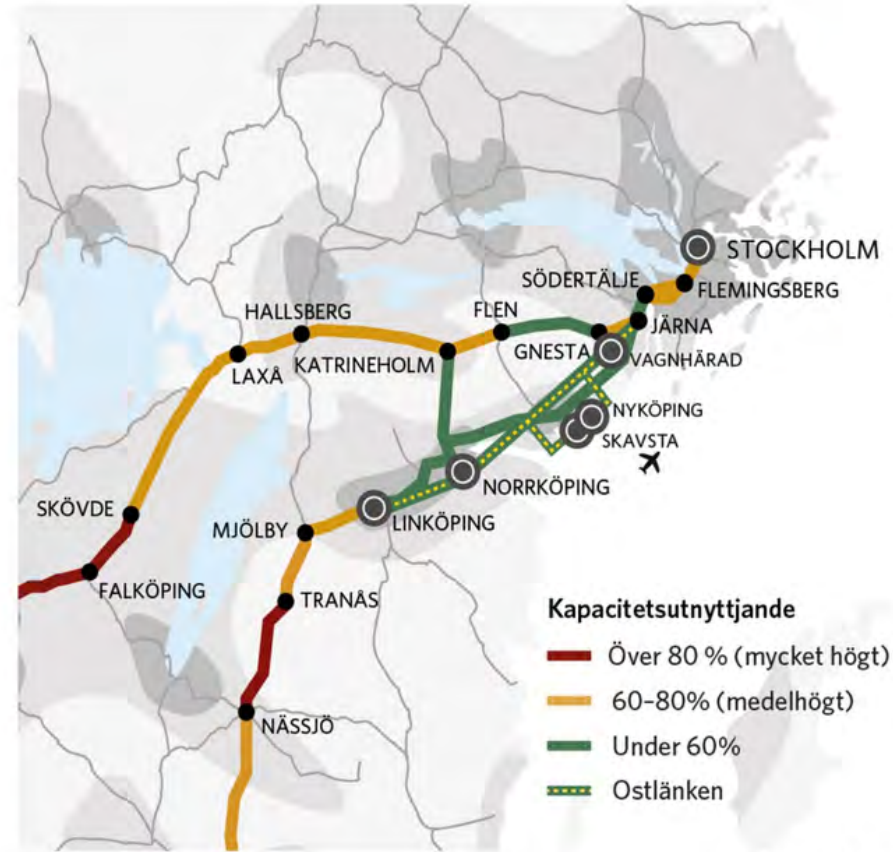 STOCKHOLM
SÖDERTÄLJE
FLEMINGSBERG
HALLSBERG
FLEN
JÄRNA
LAXÅ
KATRINEHOLM
GNESTA
VAGNHÄRAD
NYKÖPING
SKAVSTA
NORRKÖPING
SKÖVDE
MJÖLBY
LINKÖPING
FALKÖPING
TRANÅS
NÄSSJÖ
Kapacitetsutnyttjande
Över 80 % (mycket högt)
60–80% (medelhögt)
Under 60%
Ostlänken